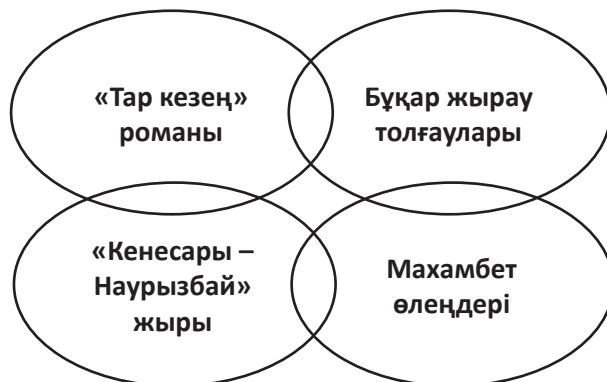 «Тар кезең»
романы
Бұқар жырау
толғаулары
«Кенесары –
Наурызбай»
жыры
Махамбет
өлеңдері